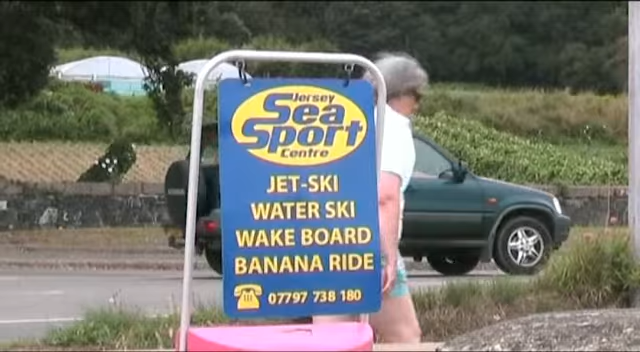 Jersey
Sea
Sport
Centre
JET-SKI
WATER SKI
WAKE BOARD
BANANA RIDE
07797 738 180